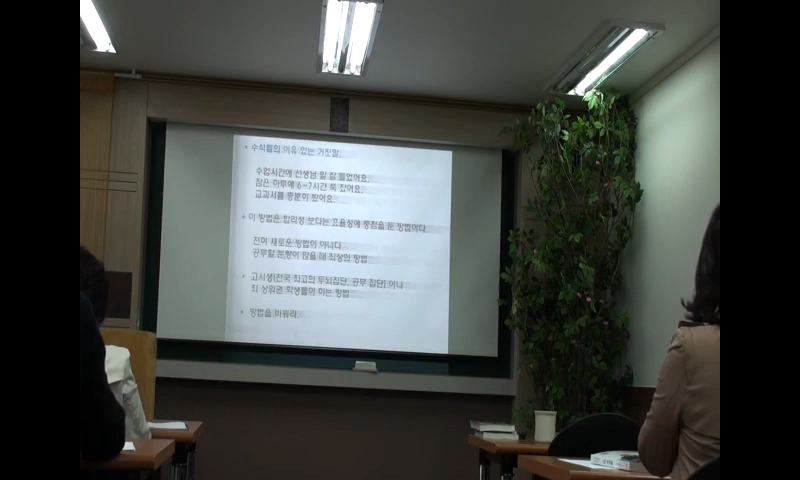 • 수석들의 이유 있는 거짓말.
수업시간에 선생님 말 잘 들었어요.
잠은 하루에 6~7시간 푹 잤어요.
교과서를 충분히 봤어요.
• 이 방법은 합리성 보다는 효율성에 중점을 둔 방법이다.
전혀 새로운 방법이 아니다.
공부할 분량이 많을 때 최상의 방법
• 고시생(전국 최고의 두뇌집단, 공부 집단) 이나
최 상위권 학생들이 하는 방법
• 방법을 바꿔라.